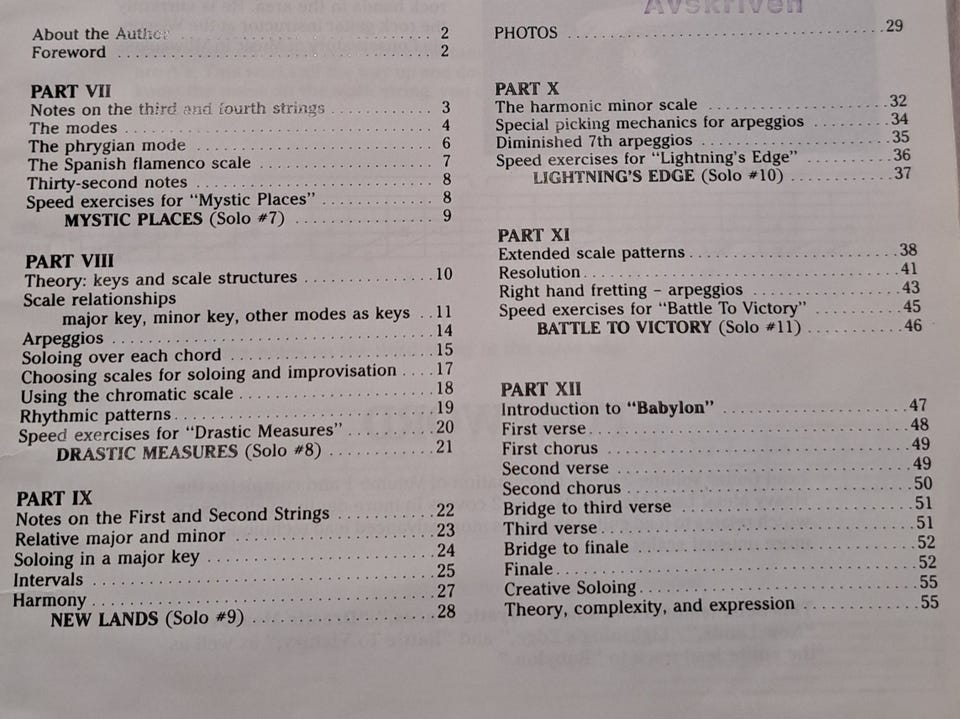 About the Author ........ 2
Foreword ........ 2
PART VII
Notes on the third and fourth strings ........ 3
The modes ........ 4
The phrygian mode ........ 6
The Spanish flamenco scale ........ 7
Thirty-second notes ........ 8
Speed exercises for "Mystic Places" ........ 8
MYSTIC PLACES (Solo #7) ........ 9
PART VIII
Theory: keys and scale structures ........ 10
Scale relationships
major key, minor key, other modes as keys .. 11
Arpeggios ........ 14
Soloing over each chord ........ 15
Choosing scales for soloing and improvisation .... 17
Using the chromatic scale ........ 18
Rhythmic patterns ........ 19
Speed exercises for "Drastic Measures" ........ 20
DRASTIC MEASURES (Solo #8) ........ 21
PART IX
Notes on the First and Second Strings ........ 22
Relative major and minor ........ 23
Soloing in a major key ........ 24
Intervals ........ 25
Harmony ........ 27
NEW LANDS (Solo #9) ........ 28
Avskriven
PHOTOS ........ 29
PART X
The harmonic minor scale ........ 32
Special picking mechanics for arpeggios ........ 34
Diminished 7th arpeggios ........ 35
Speed exercises for "Lightning's Edge" ........ 36
LIGHTNING'S EDGE (Solo #10) ........ 37
PART XI
Extended scale patterns ........ 38
Resolution ........ 41
Right hand fretting – arpeggios ........ 43
Speed exercises for "Battle To Victory" ........ 45
BATTLE TO VICTORY (Solo #11) ........ 46
PART XII
Introduction to "Babylon" ........ 47
First verse ........ 48
First chorus ........ 49
Second verse ........ 49
Second chorus ........ 50
Bridge to third verse ........ 51
Third verse ........ 51
Bridge to finale ........ 52
Finale ........ 52
Creative Soloing ........ 55
Theory, complexity, and expression ........ 55